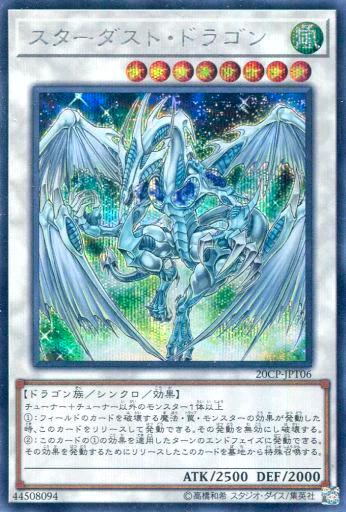 スターダスト・ドラゴン
風
20CP-JPT06
【ドラゴン族／シンクロ／効果】
チューナー＋チューナー以外のモンスター1体以上
①：フィールドのカードを破壊する魔法・罠・モンスターの効果が発動した
時、このカードをリリースして発動できる。その発動を無効にし破壊する。
②：このカードの①の効果を適用したターンのエンドフェイズに発動できる。
その効果を発動するためにリリースしたこのカードを墓地から特殊召喚する。
ATK/2500 DEF/2000
44508094
©高橋和希 スタジオ・ダイス/集英社